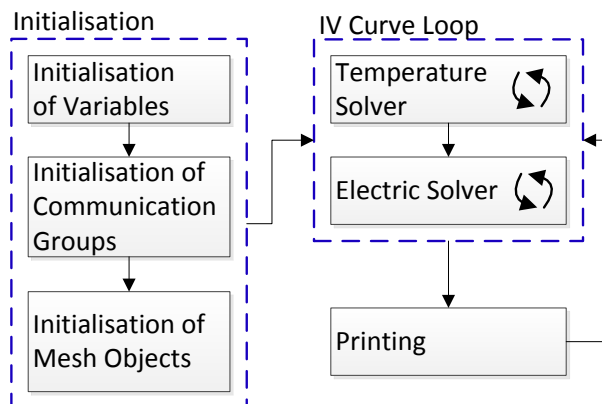 Initialisation
Initialisation
of Variables
Initialisation of
Communication
Groups
Initialisation of
Mesh Objects
IV Curve Loop
Temperature
Solver
Electric Solver
Printing